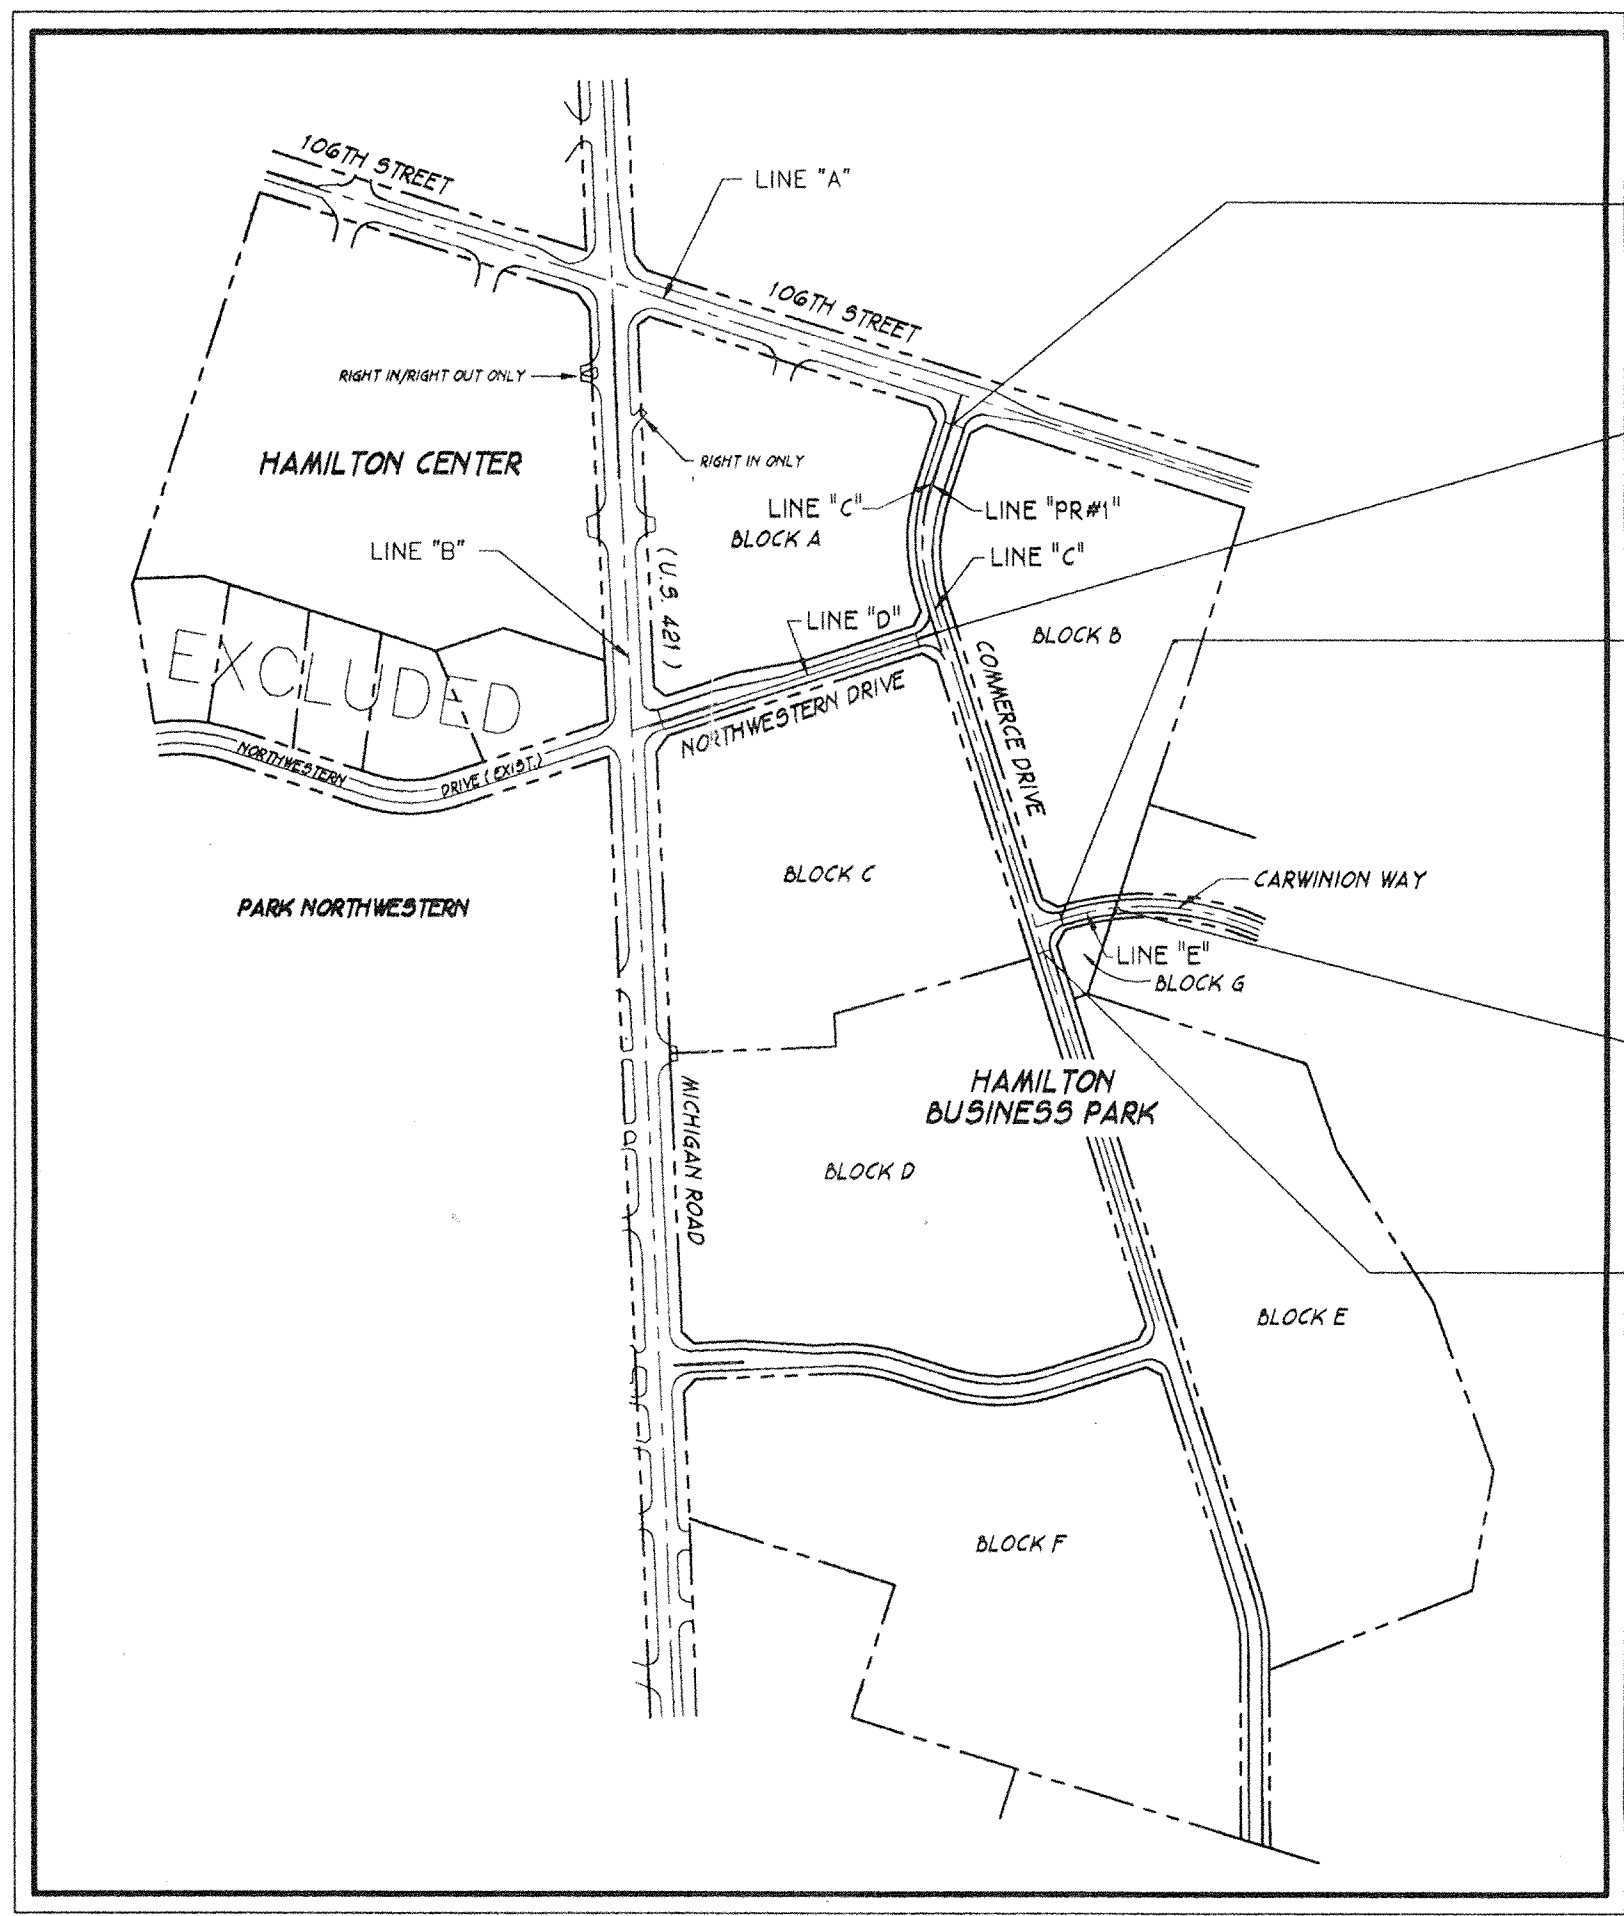 106TH STREET
LINE "A"
106TH STREET
RIGHT IN/RIGHT OUT ONLY
HAMILTON CENTER
RIGHT IN ONLY
LINE "C"
LINE "PR#1"
BLOCK A
LINE "B"
(U.S. 421)
LINE "C"
LINE "D"
BLOCK B
EXCLUDED
COMMERCE DRIVE
NORTHWESTERN DRIVE
NORTHWESTERN
DRIVE (EXIST.)
BLOCK C
CARWINION WAY
PARK NORTHWESTERN
LINE "E"
BLOCK G
HAMILTON
BUSINESS PARK
MICHIGAN ROAD
BLOCK D
BLOCK E
BLOCK F